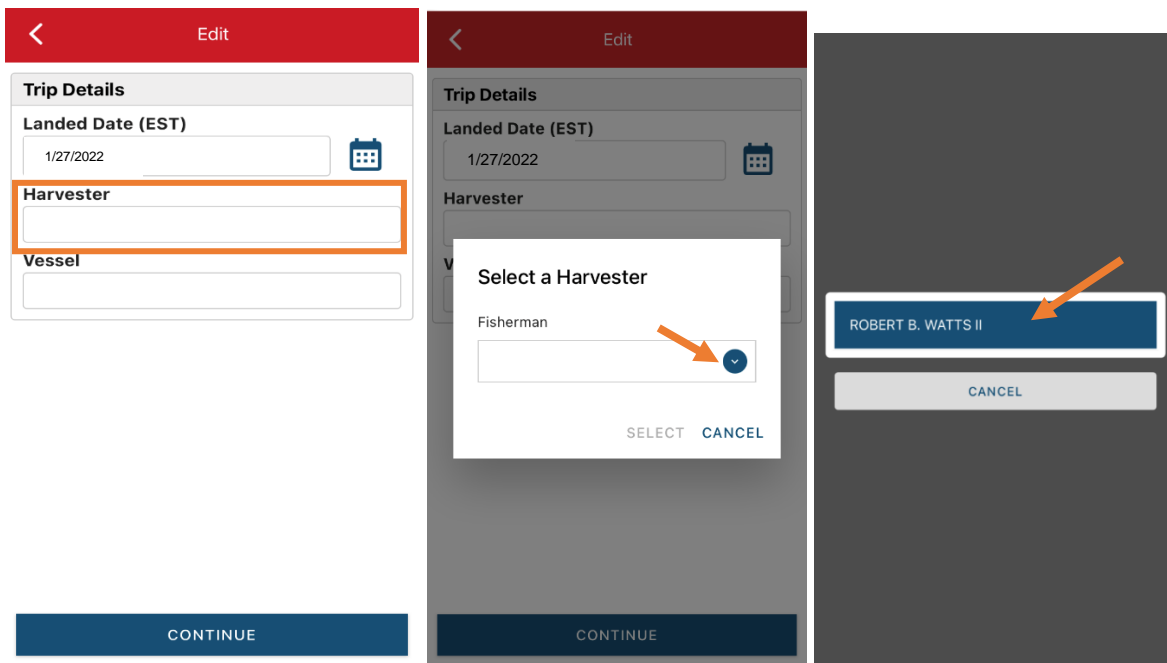 Edit
Trip Details
Landed Date (EST)
1/27/2022
Harvester
Vessel
CONTINUE
Edit
Trip Details
Landed Date (EST)
1/27/2022
Harvester
V
Select a Harvester
Fisherman
SELECT CANCEL
CONTINUE
ROBERT B. WATTS II
CANCEL